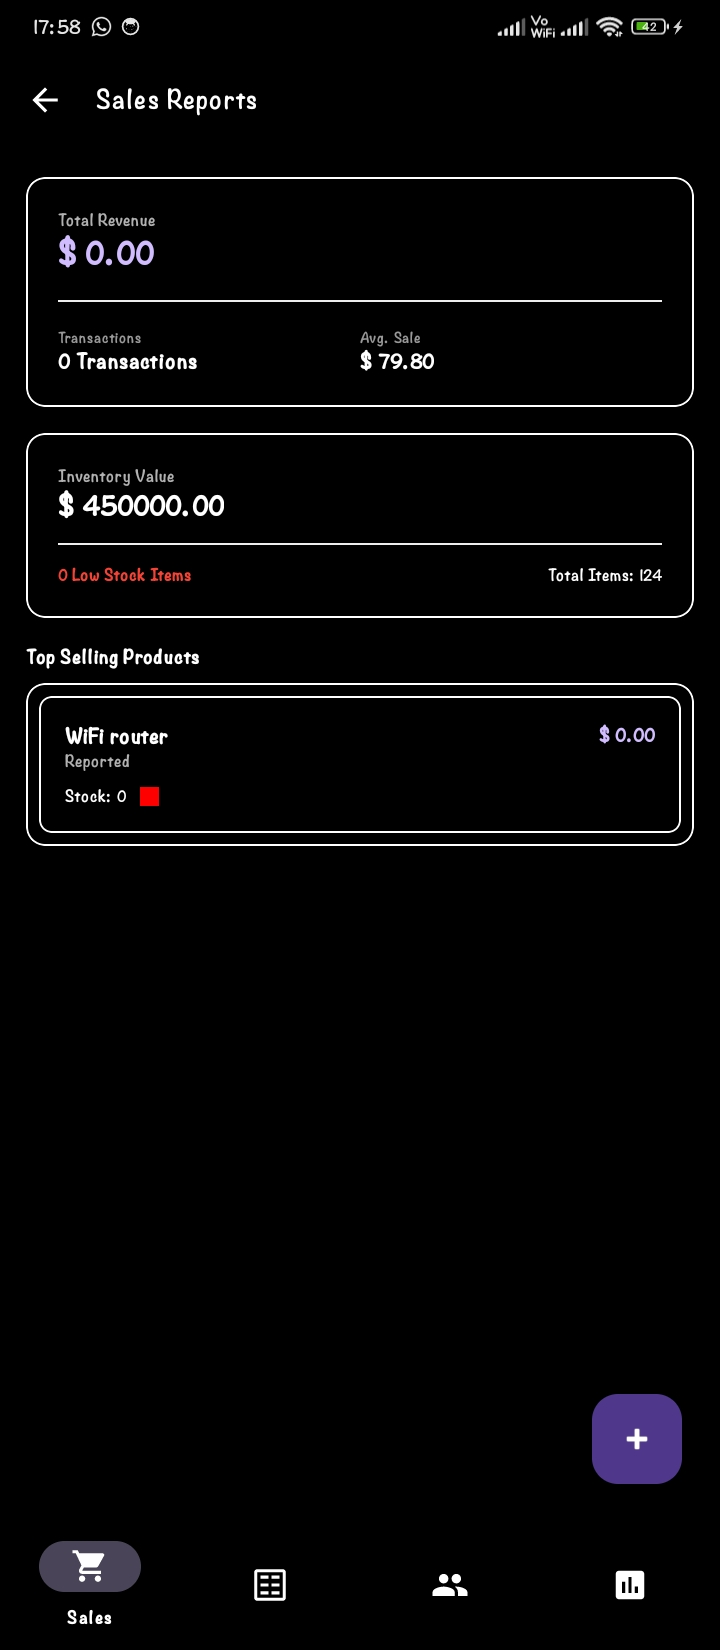 17:58
Vo
WiFi
42
Sales Reports
Total Revenue
$ 0.00
Transactions
Avg. Sale
0 Transactions
$ 79.80
Inventory Value
$ 450000.00
0 Low Stock Items
Total Items: 124
Top Selling Products
WiFi router
$ 0.00
Reported
Stock: 0
Sales